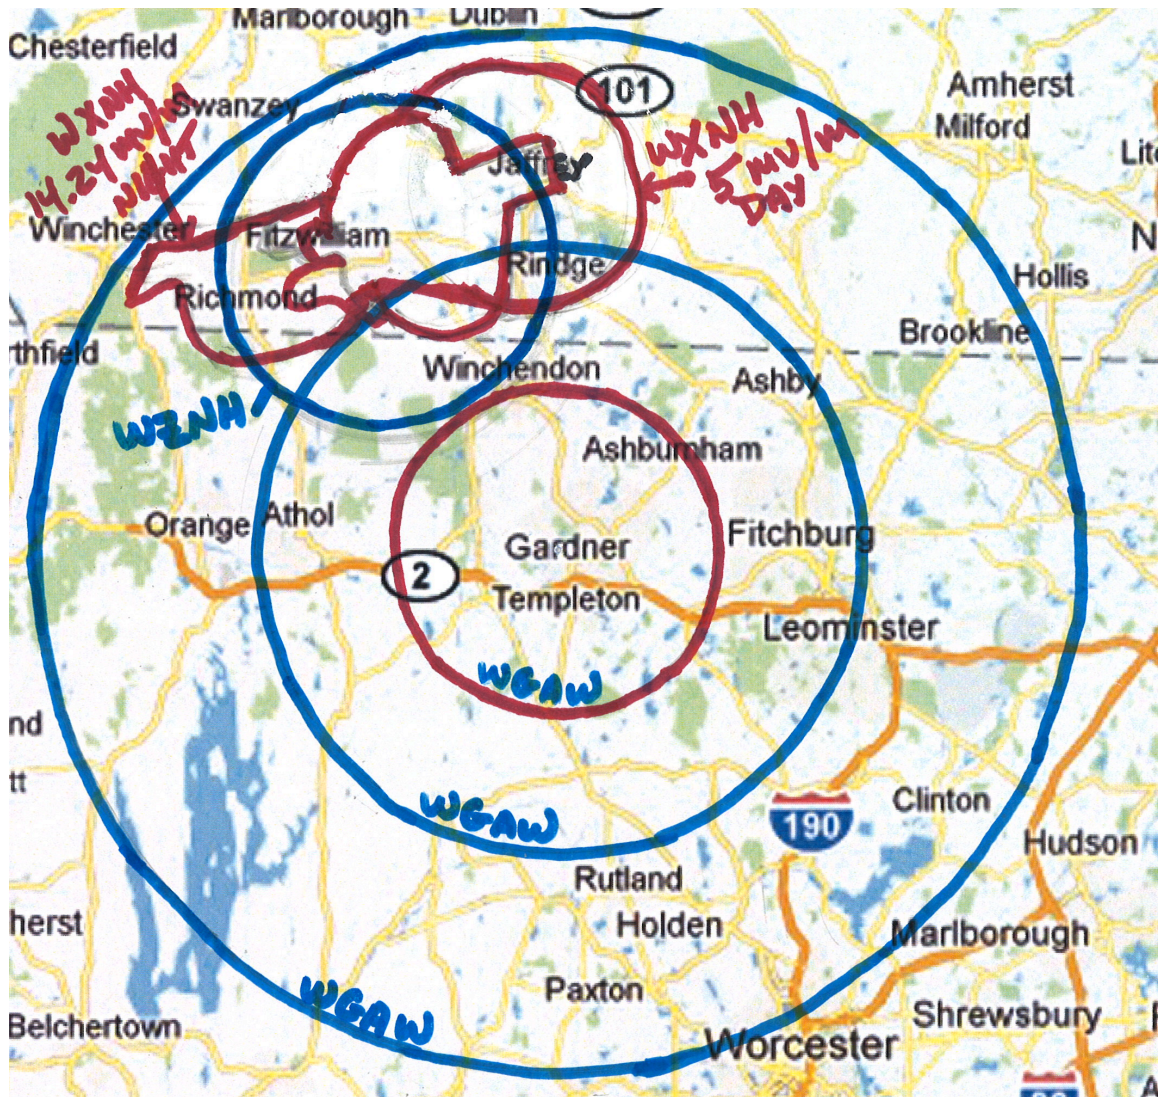 Marlborough
Dublin
Chesterfield
101
Amherst
WXNH
14.24 mV/m
NIGHT
Swanzey
WXNH
5 mV/m
DAY
Milford
Jaffrey
Winchester
Fitzwilliam
Rindge
Hollis
Richmond
Brookline
thfield
Winchendon
Ashby
WZNH
Ashburnham
Orange
Athol
Gardner
Fitchburg
2
Templeton
Leominster
WGAW
nd
tt
WGAW
190
Clinton
Hudson
Rutland
herst
Holden
Marlborough
Paxton
WGAW
Belchertown
Shrewsbury
Worcester